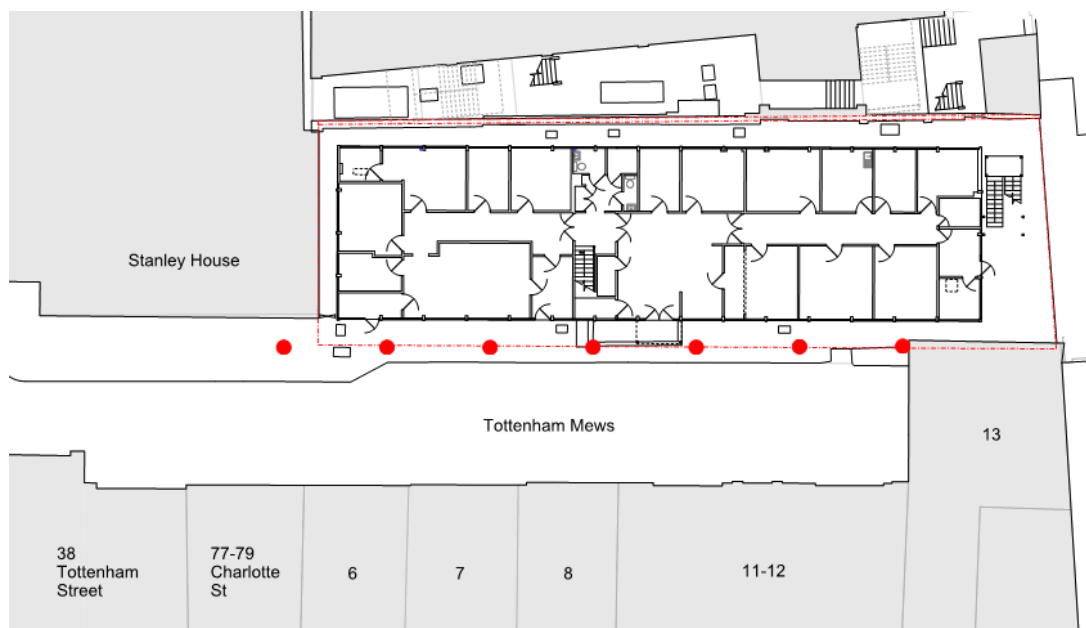 Stanley House
Tottenham Mews
13
38
Tottenham
Street
77-79
Charlotte
St
6
7
8
11-12